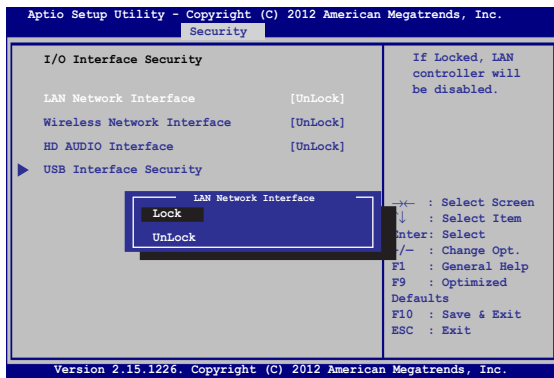 Aptio Setup Utility - Copyright (C) 2012 American Megatrends, Inc.
Security
I/O Interface Security
LAN Network Interface [UnLock]
Wireless Network Interface [UnLock]
HD AUDIO Interface [UnLock]
USB Interface Security
If Locked, LAN
controller will
be disabled.
LAN Network Interface
Lock
UnLock
→← : Select Screen
↑↓ : Select Item
Enter: Select
+/— : Change Opt.
F1 : General Help
F9 : Optimized
Defaults
F10 : Save & Exit
ESC : Exit
Version 2.15.1226. Copyright (C) 2012 American Megatrends, Inc.